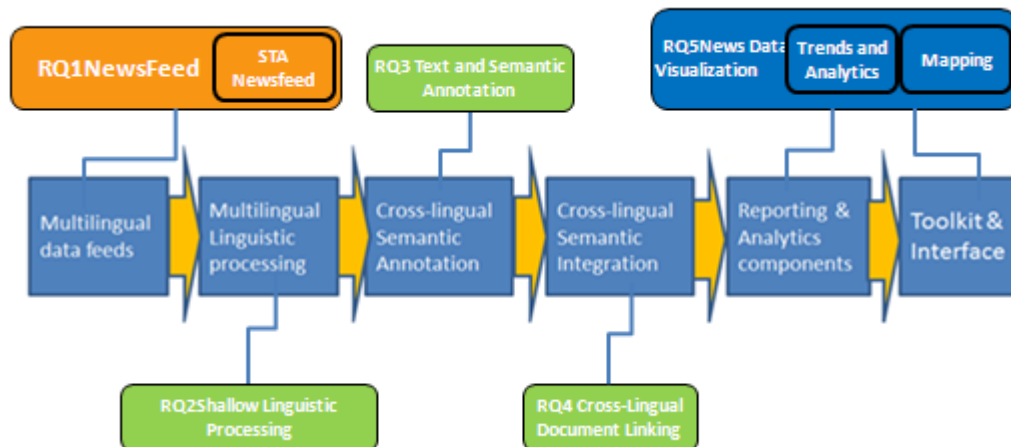 RQ1NewsFeed
STA
Newsfeed
RQ3 Text and Semantic
Annotation
RQ5News Data
Visualization
Trends and
Analytics
Mapping
Multilingual
data feeds
Multilingual
Linguistic
processing
Cross-lingual
Semantic
Annotation
Cross-lingual
Semantic
Integration
Reporting &
Analytics
components
Toolkit &
Interface
RQ2Shallow Linguistic
Processing
RQ4 Cross-Lingual
Document Linking